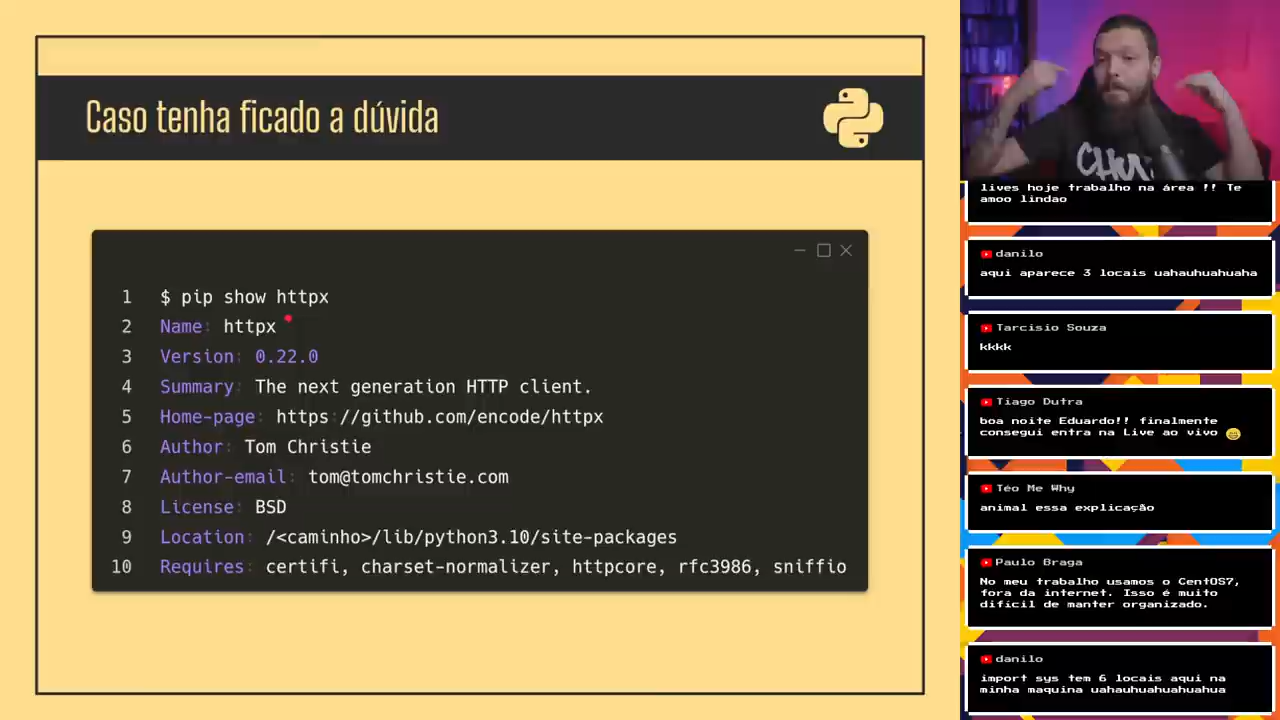 Caso tenha ficado a dúvida
1 $ pip show httpx
2 Name: httpx
3 Version: 0.22.0
4 Summary: The next generation HTTP client.
5 Home-page: https://github.com/encode/httpx
6 Author: Tom Christie
7 Author-email: tom@tomchristie.com
8 License: BSD
9 Location: /<caminho>/lib/python3.10/site-packages
10 Requires: certifi, charset-normalizer, httpcore, rfc3986, sniffio
lives hoje trabalho na área !! Te
amoo lindao
danilo
aqui aparece 3 locais uahauhuahuaha
Tarcisio Souza
kkkk
Tiago Dutra
boa noite Eduardo!! finalmente
consegui entra na Live ao vivo 😄
Téo Me Why
animal essa explicação
Paulo Braga
No meu trabalho usamos o CentOS7,
fora da internet. Isso é muito
difícil de manter organizado.
danilo
import sys tem 6 locais aqui na
minha maquina uahauhuahuahuahua